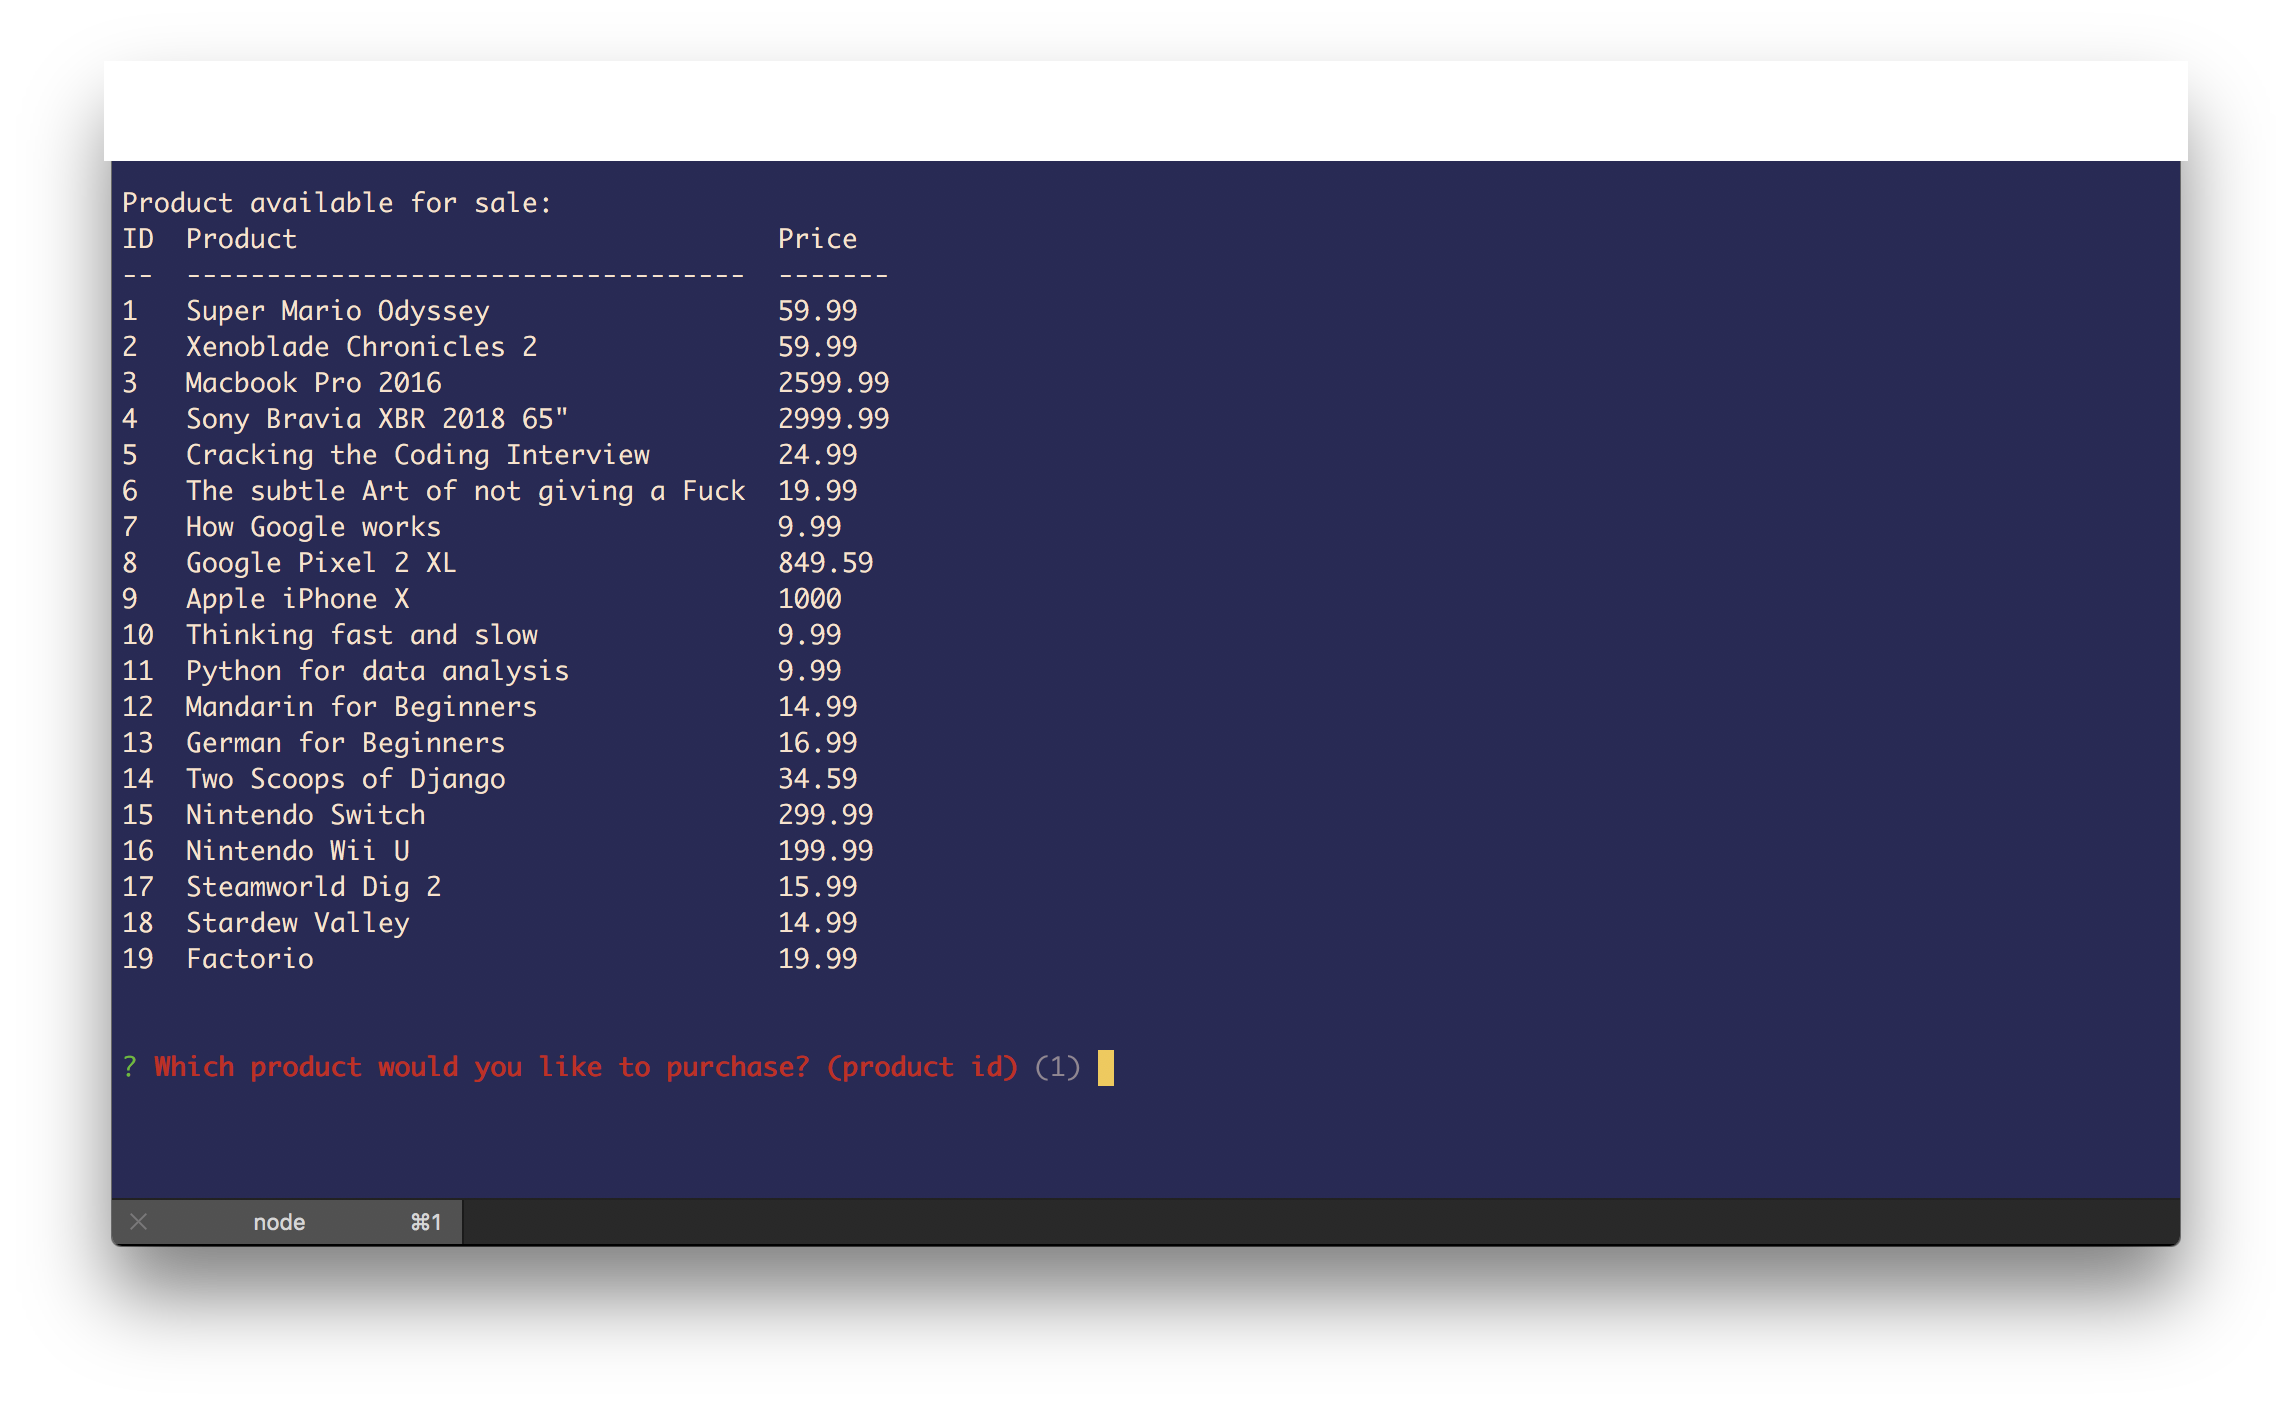 Product available for sale:
ID  Product                              Price
--  -----------------------------------  -------
1   Super Mario Odyssey                  59.99
2   Xenoblade Chronicles 2               59.99
3   Macbook Pro 2016                     2599.99
4   Sony Bravia XBR 2018 65"             2999.99
5   Cracking the Coding Interview        24.99
6   The subtle Art of not giving a Fuck  19.99
7   How Google works                     9.99
8   Google Pixel 2 XL                    849.59
9   Apple iPhone X                       1000
10  Thinking fast and slow               9.99
11  Python for data analysis             9.99
12  Mandarin for Beginners               14.99
13  German for Beginners                 16.99
14  Two Scoops of Django                 34.59
15  Nintendo Switch                      299.99
16  Nintendo Wii U                       199.99
17  Steamworld Dig 2                     15.99
18  Stardew Valley                       14.99
19  Factorio                             19.99
? Which product would you like to purchase? (product id) (1)
node ⌘1